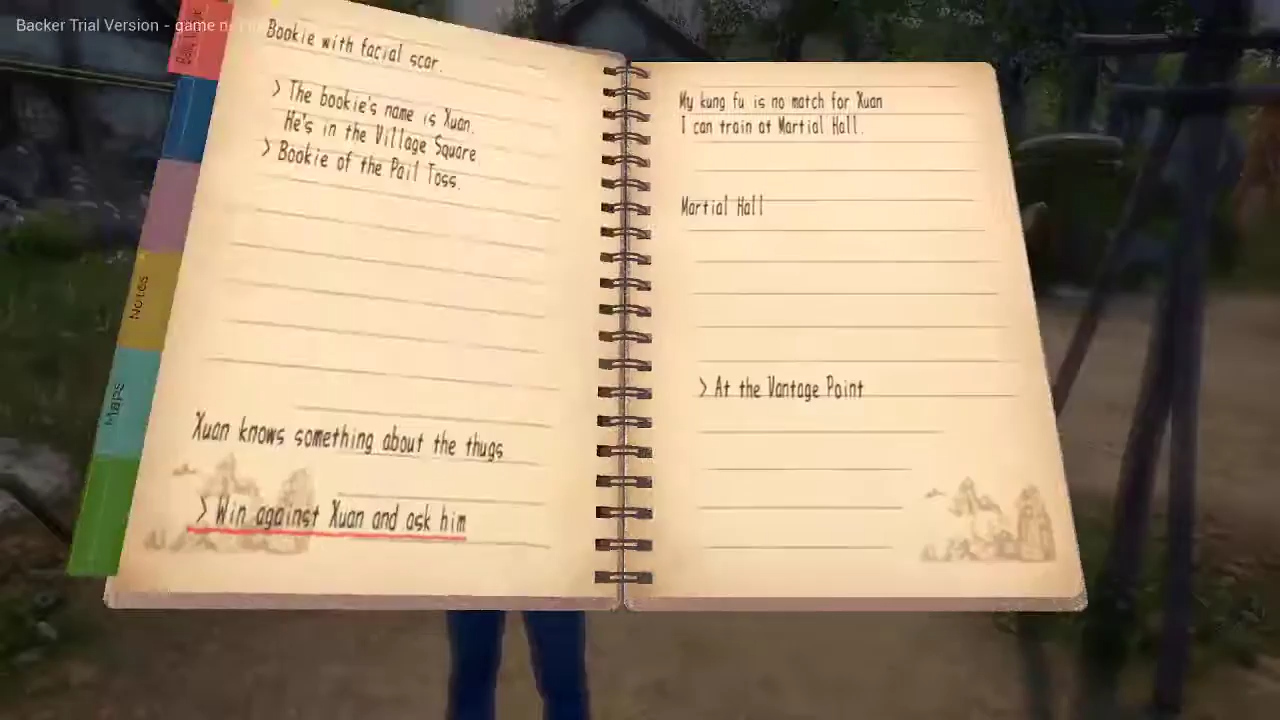 Backer Trial Version - game n
Bookie with facial scar.
> The bookie's name is Xuan.
He's in the Village Square
> Bookie of the Pail Toss.
Xuan knows something about the thugs
> Win against Xuan and ask him
Notes
Maps
My kung fu is no match for Xuan
I can train at Martial Hall.
Martial Hall
> At the Vantage Point